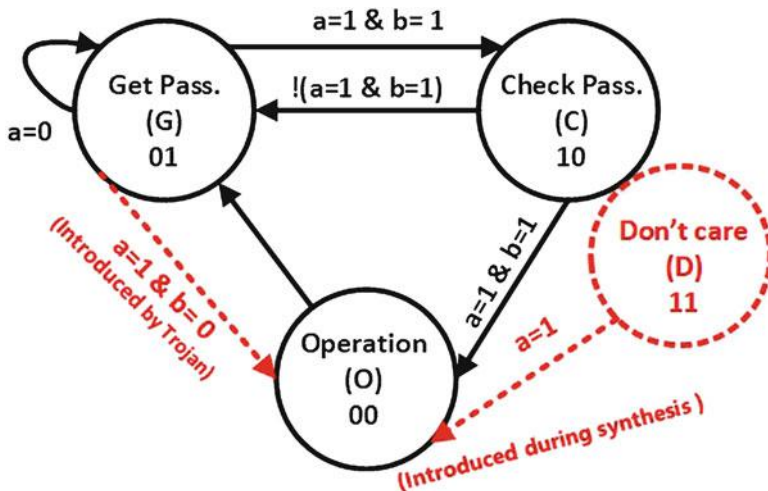 a=1 & b= 1
Get Pass.
(G)
01
!(a=1 & b=1)
Check Pass.
(C)
10
a=0
a=1 & b= 0
(Introduced by Trojan)
a=1 & b=1
Don't care
(D)
11
a=1
Operation
(O)
00
(Introduced during synthesis )